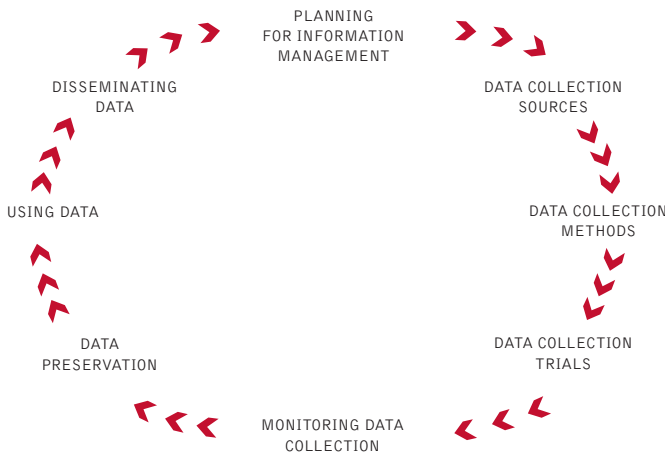 PLANNING
FOR INFORMATION
MANAGEMENT
DATA COLLECTION
SOURCES
DATA COLLECTION
METHODS
DATA COLLECTION
TRIALS
MONITORING DATA
COLLECTION
DATA
PRESERVATION
USING DATA
DISSEMINATING
DATA